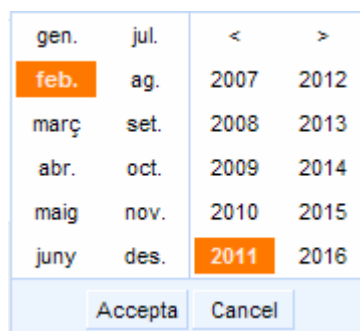 gen. jul. < >
feb. ag. 2007 2012
març set. 2008 2013
abr. oct. 2009 2014
maig nov. 2010 2015
juny des. 2011 2016
Accepta Cancel